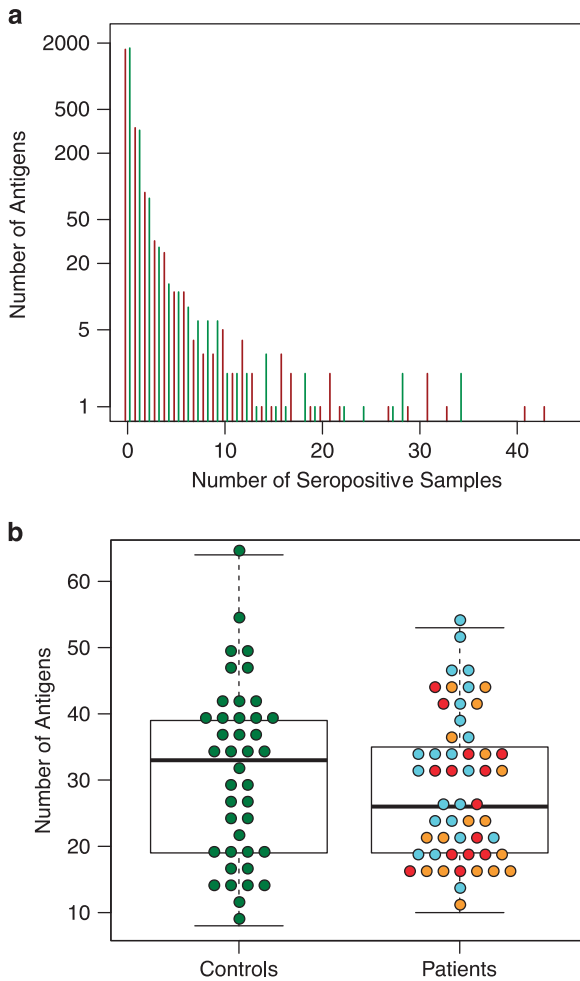 a
2000
500
200
50
20
5
1
Number of Antigens
0 10 20 30 40
Number of Seropositive Samples
b
60
50
40
30
20
10
Number of Antigens
Controls Patients